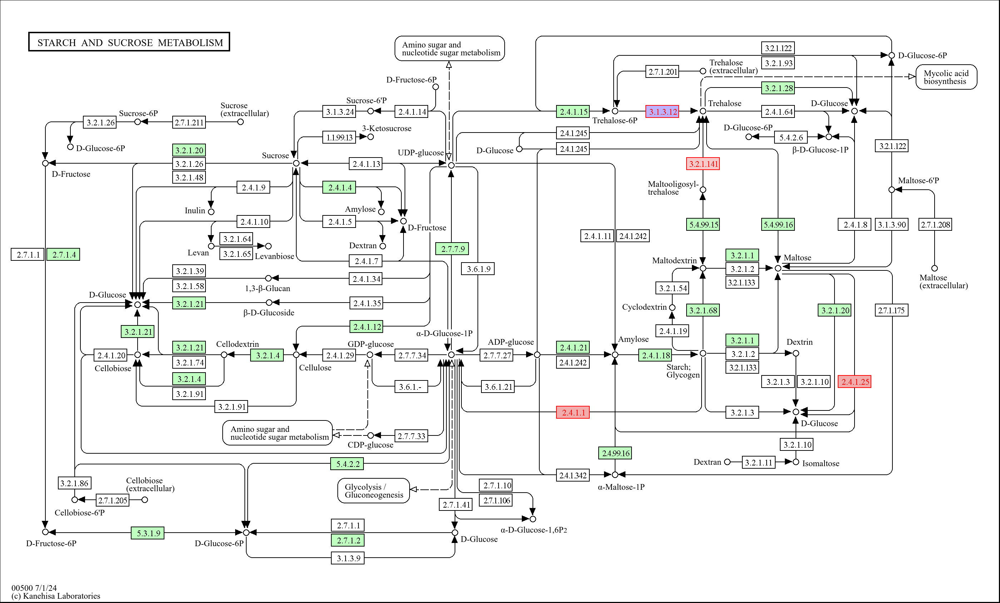 STARCH AND SUCROSE METABOLISM
Amino sugar and
nucleotide sugar metabolism
3.2.1.122
D-Glucose-6P
3.2.1.93
Trehalose
(extracellular)
2.7.1.201
Mycolic acid
biosynthesis
D-Fructose-6P
3.2.1.28
Sucrose-6'P
3.1.3.24
2.4.1.14
Trehalose
D-Glucose
2.4.1.15
3.1.3.12
2.4.1.64
Trehalose-6P
Sucrose
(extracellular)
Sucrose-6P
3.2.1.26
2.7.1.211
3-Ketosucrose
1.1.99.13
2.4.1.245
D-Glucose-6P
5.4.2.6
β-D-Glucose-1P
3.2.1.122
D-Glucose-6P
3.2.1.20
Sucrose
UDP-glucose
D-Glucose
2.4.1.245
3.2.1.26
2.4.1.13
3.2.1.141
D-Fructose
3.2.1.48
2.4.1.9
2.4.1.4
Maltooligosyl-
trehalose
Maltose-6'P
Inulin
Amylose
2.4.1.10
2.4.1.5
D-Fructose
5.4.99.15
5.4.99.16
2.4.1.8
3.1.3.90
2.7.1.208
3.2.1.64
2.4.1.11
2.4.1.242
Levan
3.2.1.65
Levanbiose
Dextran
2.7.7.9
2.7.1.1
2.7.1.4
2.4.1.7
3.6.1.9
Maltodextrin
3.2.1.1
Maltose
3.2.1.2
3.2.1.133
Maltose
(extracellular)
3.2.1.39
2.4.1.34
3.2.1.58
1,3-β-Glucan
3.2.1.54
D-Glucose
3.2.1.21
2.4.1.35
β-D-Glucoside
Cyclodextrin
3.2.1.68
3.2.1.20
2.7.1.175
3.2.1.21
2.4.1.12
α-D-Glucose-1P
2.4.1.19
3.2.1.21
Cellodextrin
GDP-glucose
ADP-glucose
2.4.1.21
Amylose
3.2.1.1
Dextrin
2.4.1.20
3.2.1.4
2.4.1.29
2.7.7.34
2.7.7.27
2.4.1.18
3.2.1.2
3.2.1.74
2.4.1.242
3.2.1.133
Cellobiose
Cellulose
Starch;
Glycogen
3.2.1.4
3.2.1.91
3.6.1.-
3.6.1.21
3.2.1.3
3.2.1.10
2.4.1.25
3.2.1.91
2.4.1.1
3.2.1.3
D-Glucose
Amino sugar and
nucleotide sugar metabolism
2.7.7.33
CDP-glucose
3.2.1.10
5.4.2.2
2.4.99.16
Dextran
3.2.1.11
Isomaltose
2.4.1.342
α-Maltose-1P
3.2.1.86
Cellobiose
(extracellular)
2.7.1.205
Cellobiose-6'P
Glycolysis /
Gluconeogenesis
2.7.1.10
2.7.1.106
2.7.1.41
α-D-Glucose-1,6P2
5.3.1.9
2.7.1.1
2.7.1.2
D-Fructose-6P
D-Glucose-6P
D-Glucose
3.1.3.9
00500 7/1/24
(c) Kanehisa Laboratories